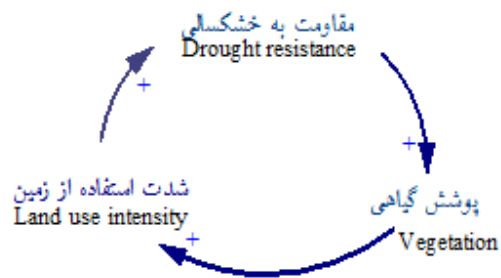 مقاومت به خشکسالی
Drought resistance
+
+
شدت استفاده از زمین
Land use intensity
پوشش گیاهی
Vegetation
+